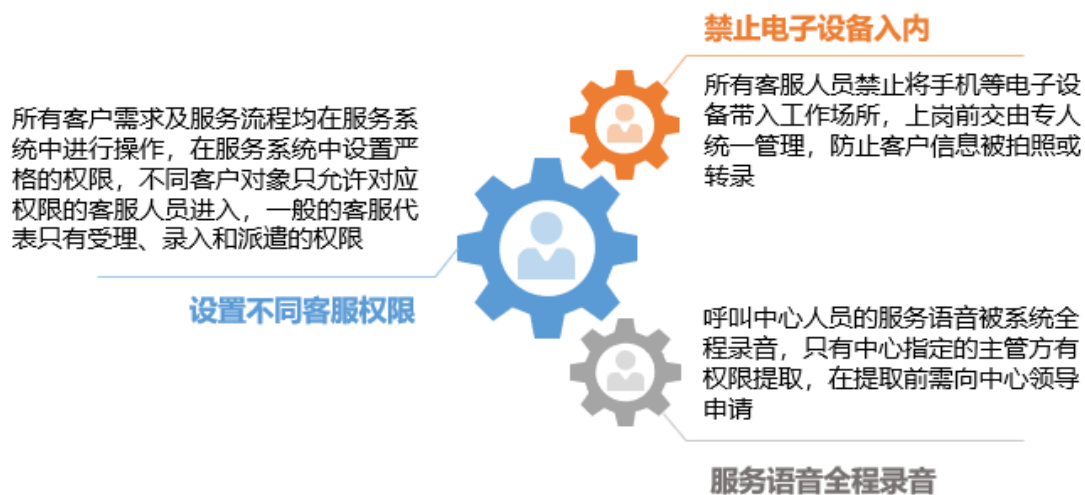 所有客户需求及服务流程均在服务系
统中进行操作，在服务系统中设置严
格的权限，不同客户对象只允许对应
权限的客服人员进入，一般的客服代
表只有受理、录入和派遣的权限
设置不同客服权限
禁止电子设备入内
所有客服人员禁止将手机等电子设
备带入工作场所，上岗前交由专人
统一管理，防止客户信息被拍照或
转录
呼叫中心人员的服务语音被系统全
程录音，只有中心指定的主管方有
权限提取，在提取前需向中心领导
申请
服务语音全程录音